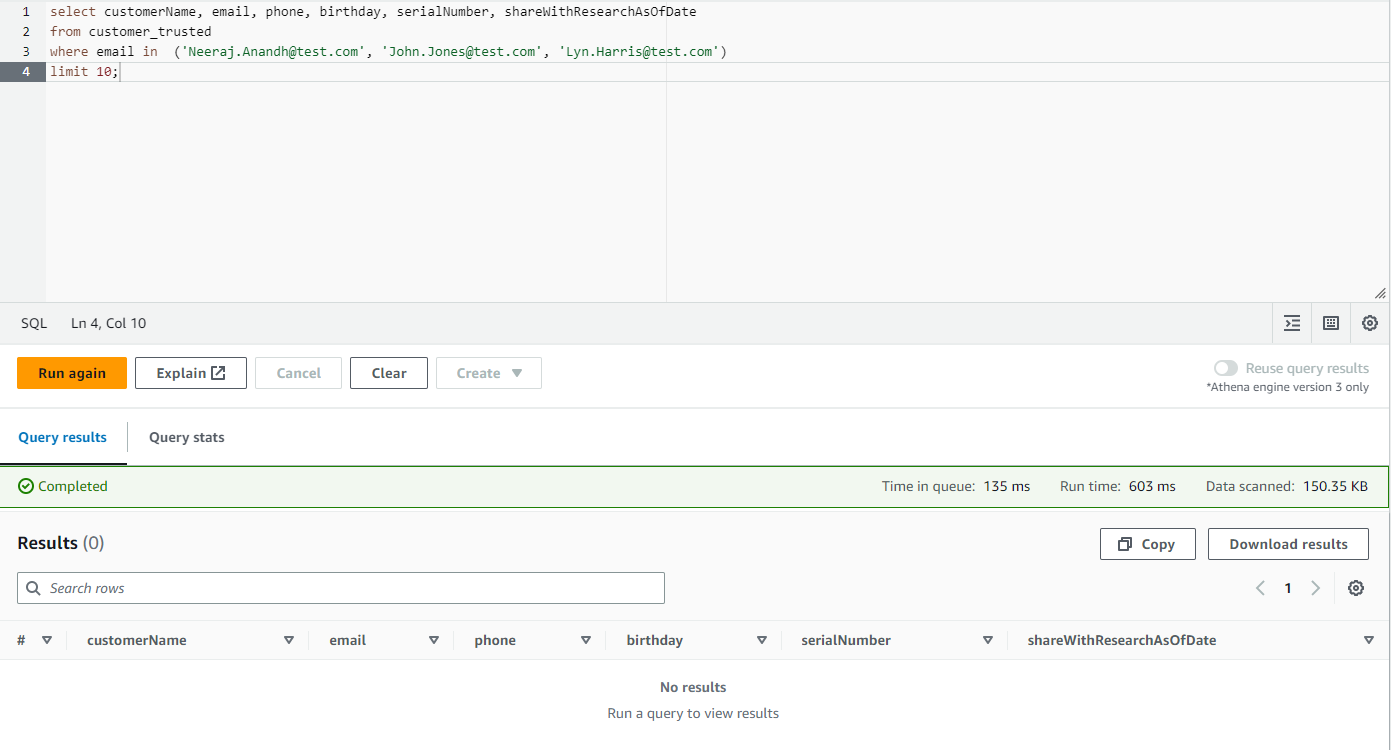 1 select customerName, email, phone, birthday, serialNumber, shareWithResearchAsOfDate
2 from customer_trusted
3 where email in  ('Neeraj.Anandh@test.com', 'John.Jones@test.com', 'Lyn.Harris@test.com')
4 limit 10;
SQL Ln 4, Col 10
Run again Explain Cancel Clear Create Reuse query results
*Athena engine version 3 only
Query results Query stats
Completed Time in queue: 135 ms Run time: 603 ms Data scanned: 150.35 KB
Results (0) Copy Download results
Search rows 1
# customerName email phone birthday serialNumber shareWithResearchAsOfDate
No results
Run a query to view results